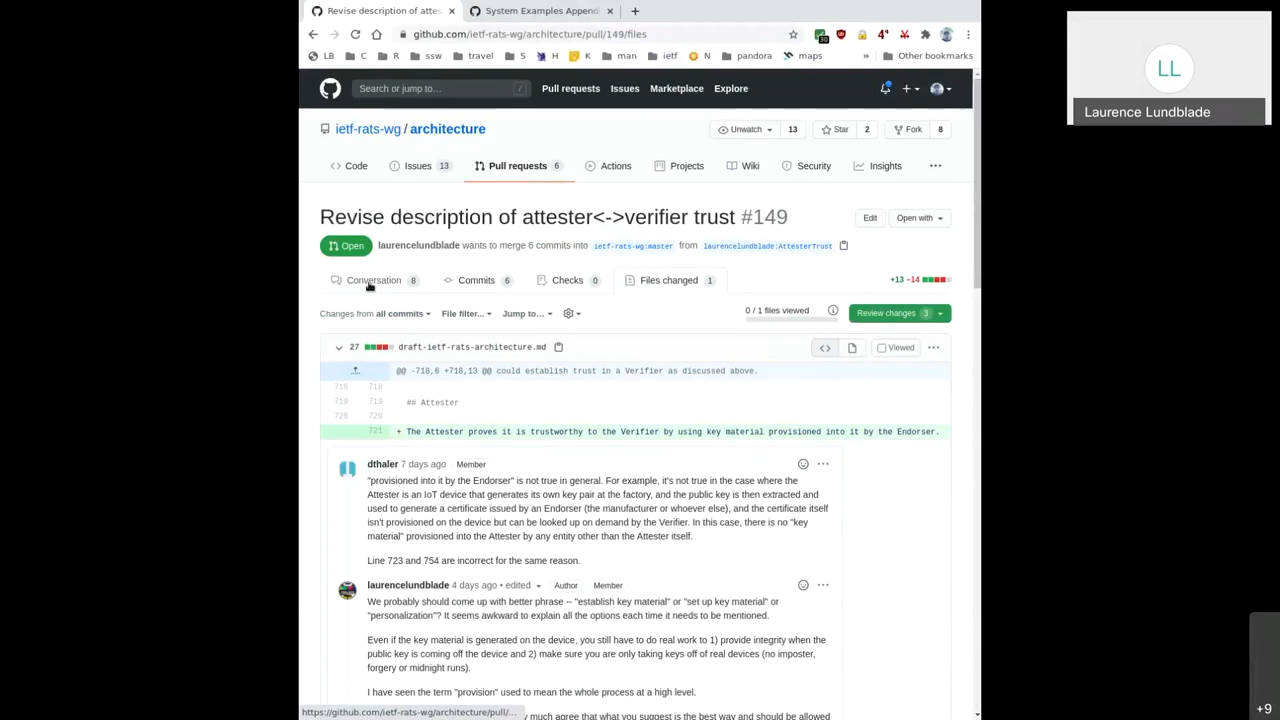 Revise description of attes
System Examples Append
github.com/ietf-rats-wg/architecture/pull/149/files
LB
C
R
ssw
travel
S
H
K
man
ietf
N
pandora
maps
»
Other bookmarks
Search or jump to…
/
Pull requests
Issues
Marketplace
Explore
ietf-rats-wg / architecture
Unwatch
13
Star
2
Fork
8
Code
Issues 13
Pull requests 6
Actions
Projects
Wiki
Security
Insights
Revise description of attester<->verifier trust #149
Edit
Open with
Open
laurencelundblade wants to merge 6 commits into ietf-rats-wg:master from laurencelundblade:AttesterTrust
Conversation 8
Commits 6
Checks 0
Files changed 1
+13 −14
Changes from all commits
File filter...
Jump to…
0 / 1 files viewed
Review changes 3
27 draft-ietf-rats-architecture.md
Viewed
@@ -718,6 +718,13 @@ could establish trust in a Verifier as discussed above.
718 718
719 719 ## Attester
720 720
721 + The Attester proves it is trustworthy to the Verifier by using key material provisioned into it by the Endorser.
dthaler 7 days ago Member
"provisioned into it by the Endorser" is not true in general. For example, it's not true in the case where the
Attester is an IoT device that generates its own key pair at the factory, and the public key is then extracted and
used to generate a certificate issued by an Endorser (the manufacturer or whoever else), and the certificate itself
isn't provisioned on the device but can be looked up on demand by the Verifier. In this case, there is no "key
material" provisioned into the Attester by any entity other than the Attester itself.
Line 723 and 754 are incorrect for the same reason.
laurencelundblade 4 days ago • edited Author Member
We probably should come up with better phrase -- "establish key material" or "set up key material" or
"personalization"? It seems awkward to explain all the options each time it needs to be mentioned.
Even if the key material is generated on the device, you still have to do real work to 1) provide integrity when the
public key is coming off the device and 2) make sure you are only taking keys off of real devices (no imposter,
forgery or midnight runs).
I have seen the term "provision" used to mean the whole process at a high level.
y much agree that what you suggest is the best way and should be allowed
https://github.com/ietf-rats-wg/architecture/pull/...
LL
Laurence Lundblade
+9